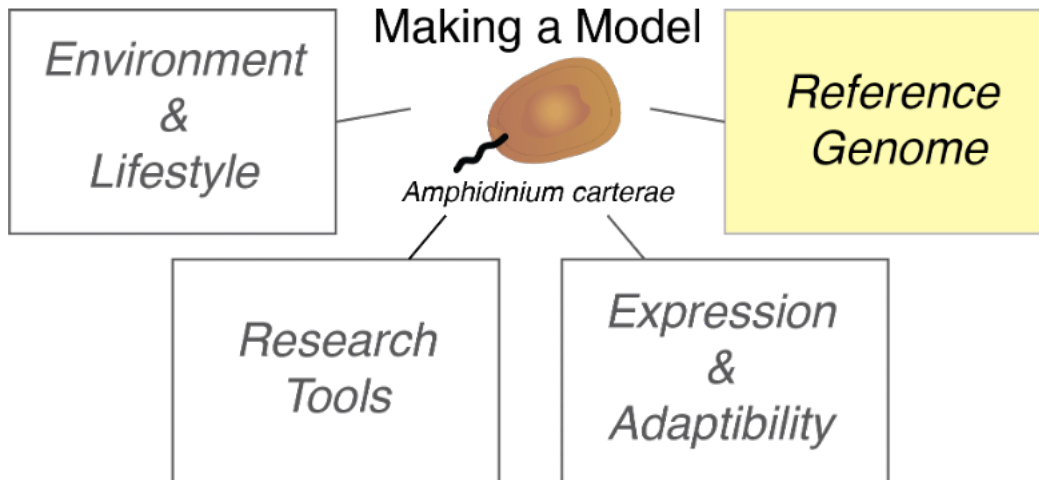 Making a Model
Environment
&
Lifestyle
Reference
Genome
Amphidinium carterae
Research
Tools
Expression
&
Adaptibility